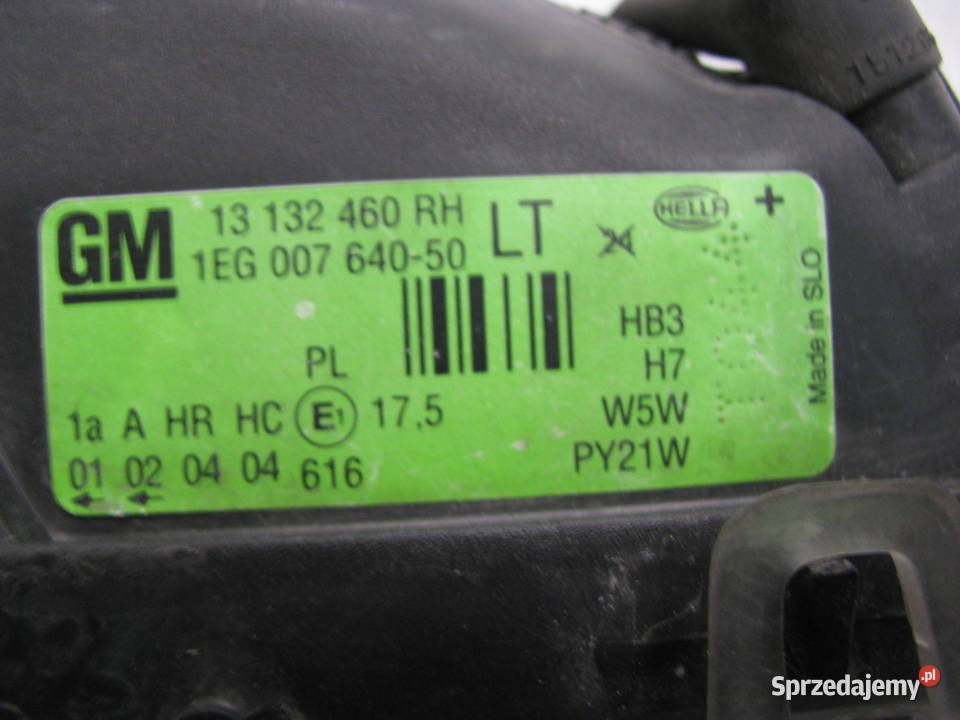 GM
13 132 460 RH
1EG 007 640-50
LT
HELLA
+
HB3
H7
W5W
PY21W
PL
1a A HR HC E1 17,5
01 02 04 04 616
Made in SLO
Sprzedajemy.pl